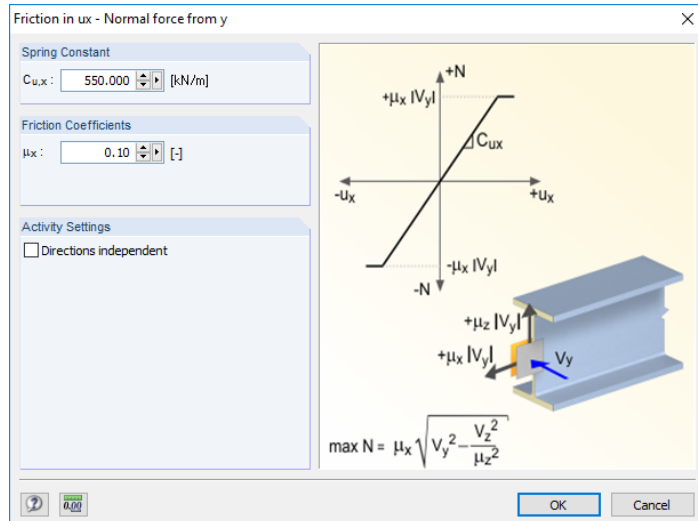 Friction in ux - Normal force from y
Spring Constant
Cu,x : 550.000 [kN/m]
Friction Coefficients
μx : 0.10 [-]
Activity Settings
Directions independent
+N
+μx |Vy|
Cux
-ux
+ux
-μx |Vy|
-N
+μz |Vy|
+μx |Vy|
Vy
max N = μx √(Vy² - Vz²/μz²)
0.00
OK
Cancel